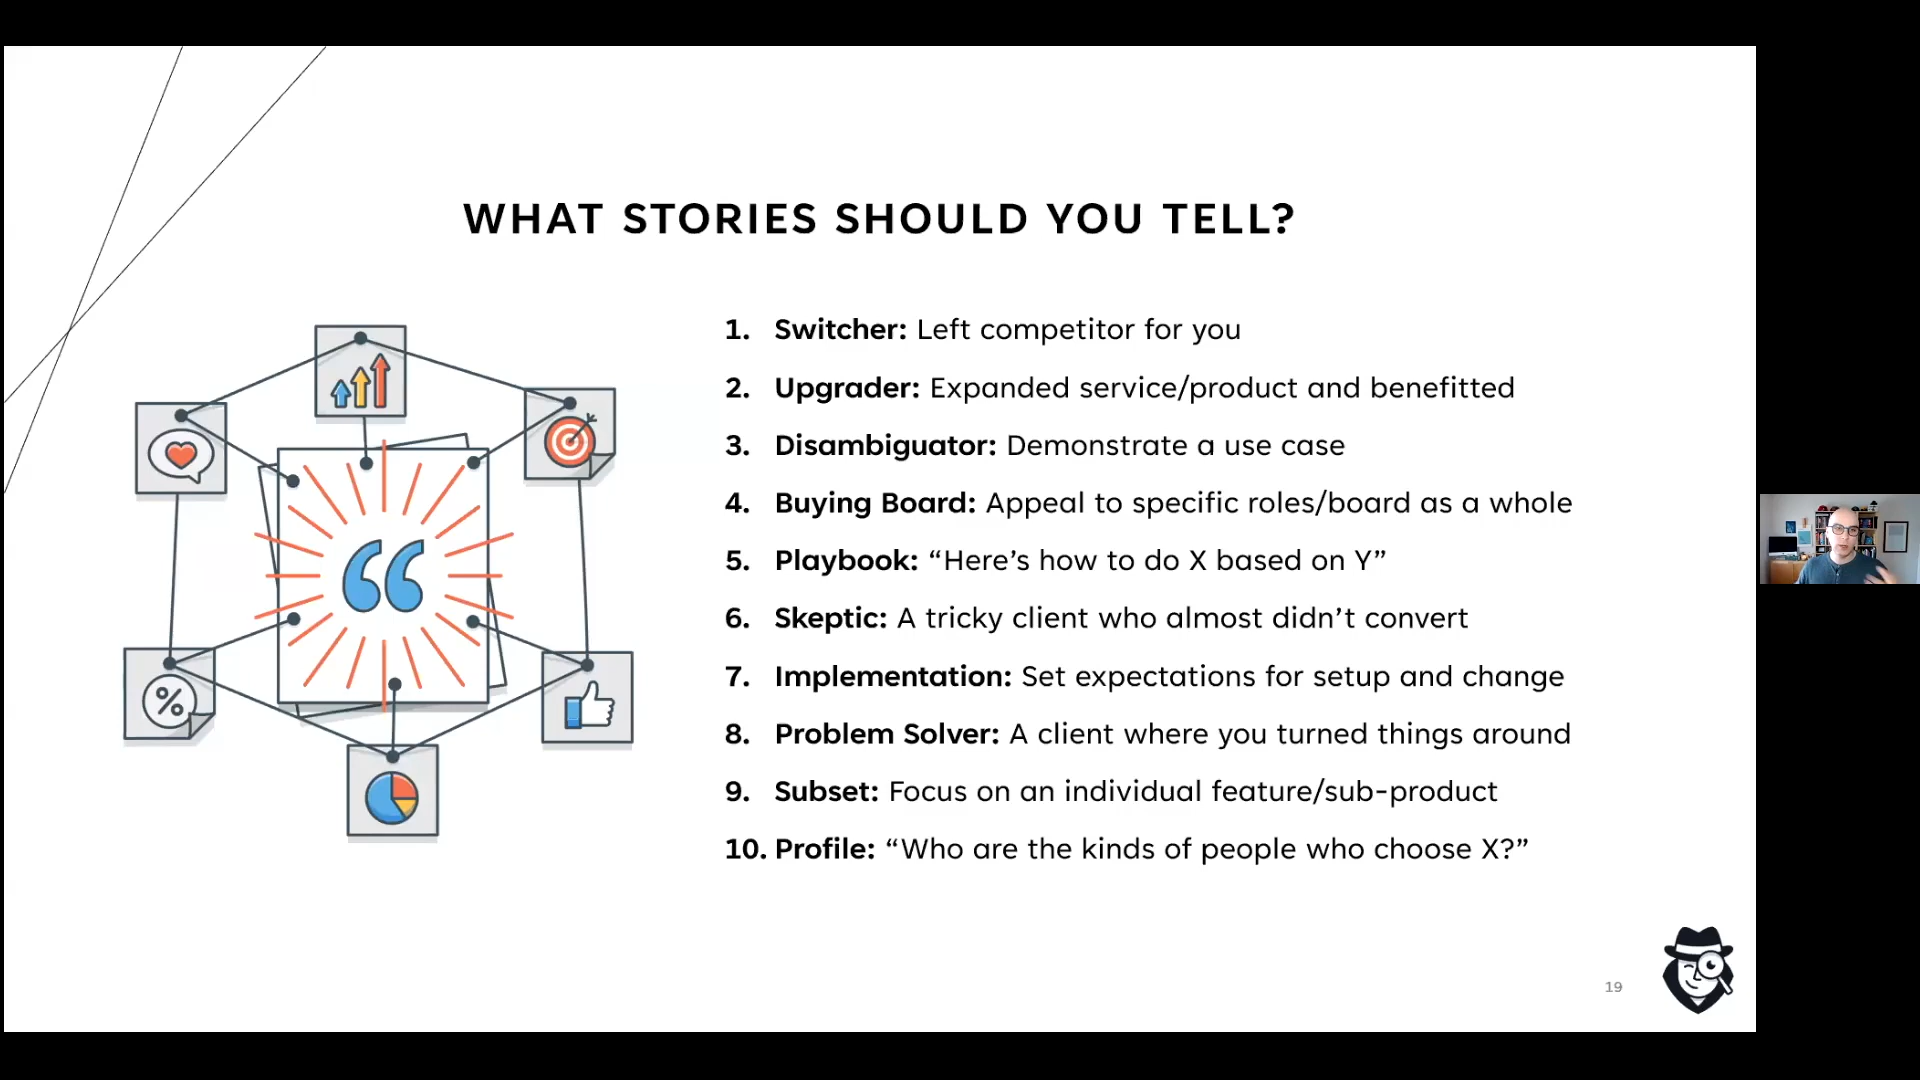 WHAT STORIES SHOULD YOU TELL?
1. Switcher: Left competitor for you
2. Upgrader: Expanded service/product and benefitted
3. Disambiguator: Demonstrate a use case
4. Buying Board: Appeal to specific roles/board as a whole
5. Playbook: “Here’s how to do X based on Y”
6. Skeptic: A tricky client who almost didn’t convert
7. Implementation: Set expectations for setup and change
8. Problem Solver: A client where you turned things around
9. Subset: Focus on an individual feature/sub-product
10. Profile: “Who are the kinds of people who choose X?”
%
19